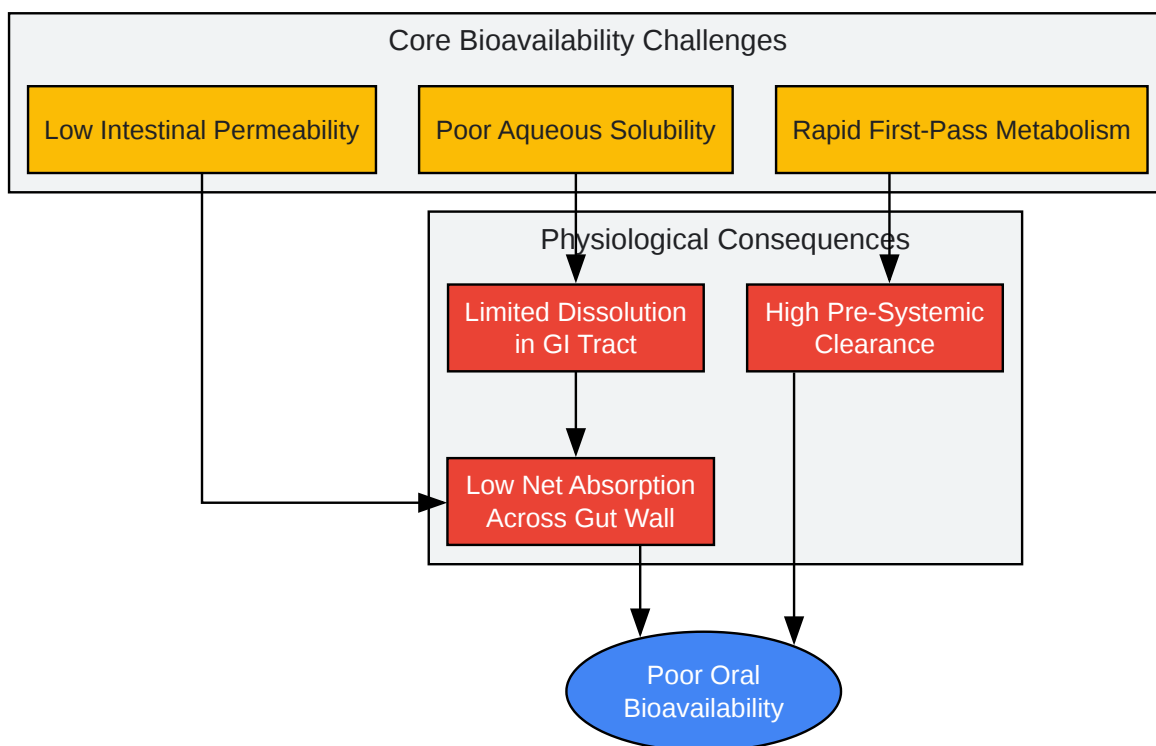 Core Bioavailability Challenges
Low Intestinal Permeability
Poor Aqueous Solubility
Rapid First-Pass Metabolism
Physiological Consequences
Limited Dissolution
in GI Tract
High Pre-Systemic
Clearance
Low Net Absorption
Across Gut Wall
Poor Oral
Bioavailability